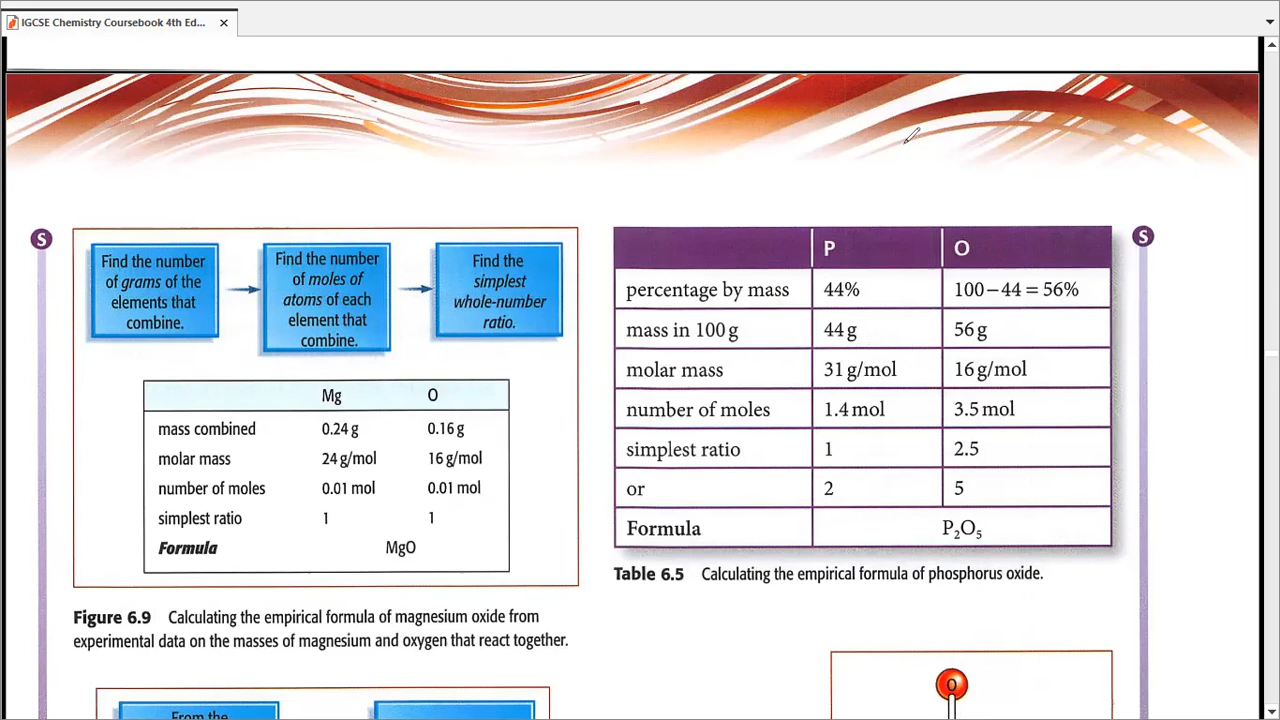 IGCSE Chemistry Coursebook 4th Ed...
S
Find the number
of grams of the
elements that
combine.
Find the number
of moles of
atoms of each
element that
combine.
Find the
simplest
whole-number
ratio.
Mg O
mass combined 0.24 g 0.16 g
molar mass 24 g/mol 16 g/mol
number of moles 0.01 mol 0.01 mol
simplest ratio 1 1
Formula MgO
Figure 6.9 Calculating the empirical formula of magnesium oxide from
experimental data on the masses of magnesium and oxygen that react together.
From the
P O
percentage by mass 44% 100 – 44 = 56%
mass in 100 g 44 g 56 g
molar mass 31 g/mol 16 g/mol
number of moles 1.4 mol 3.5 mol
simplest ratio 1 2.5
or 2 5
Formula P₂O₅
S
Table 6.5 Calculating the empirical formula of phosphorus oxide.
O